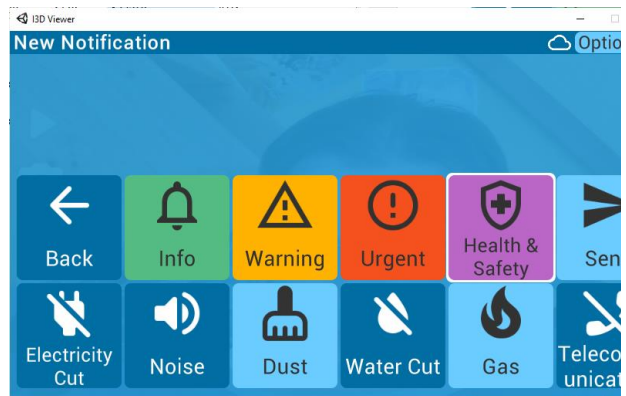 I3D Viewer
New Notification
Optio
Back
Info
Warning
Urgent
Health &
Safety
Sen
Electricity
Cut
Noise
Dust
Water Cut
Gas
Teleco
unicat